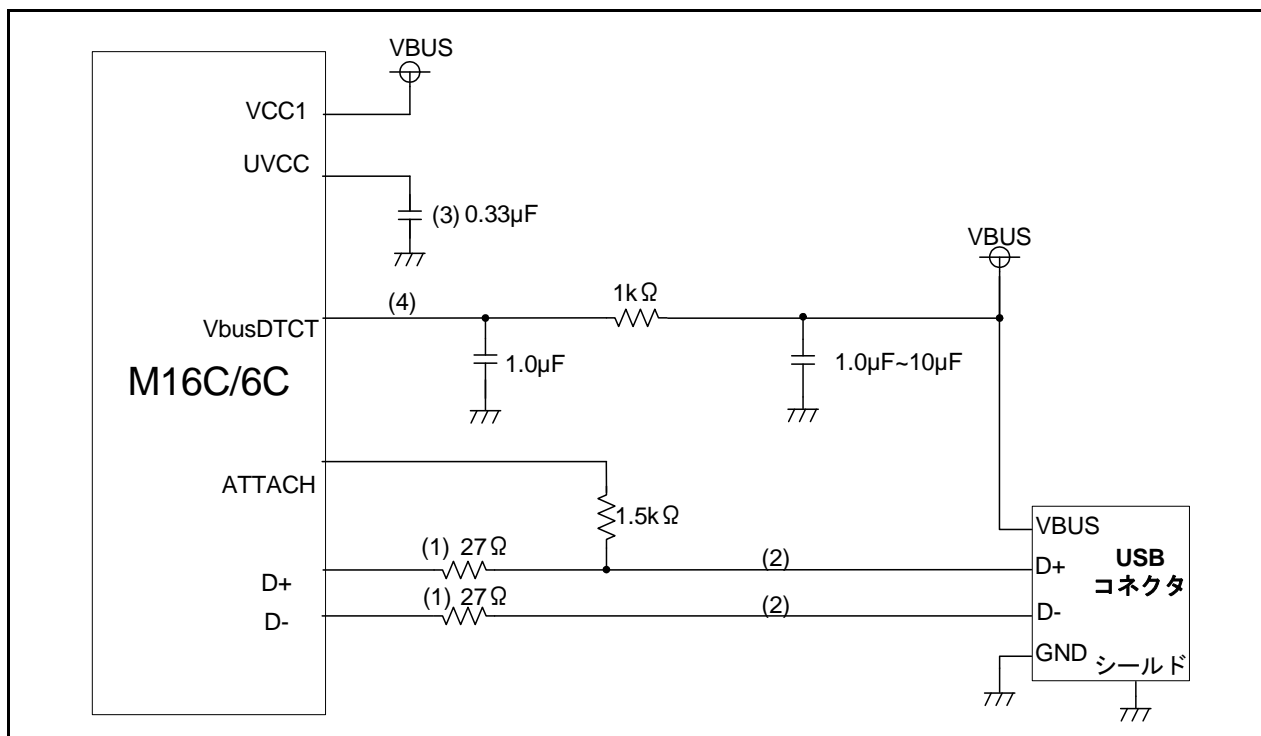 VBUS
VCC1
UVCC
(3) 0.33µF
VBUS
(4)
1kΩ
VbusDTCT
1.0µF
1.0µF~10µF
M16C/6C
ATTACH
1.5kΩ
VBUS
USB
コネクタ
(1) 27Ω
(2)
D+
D+
(1) 27Ω
(2)
D-
D-
GND
シールド